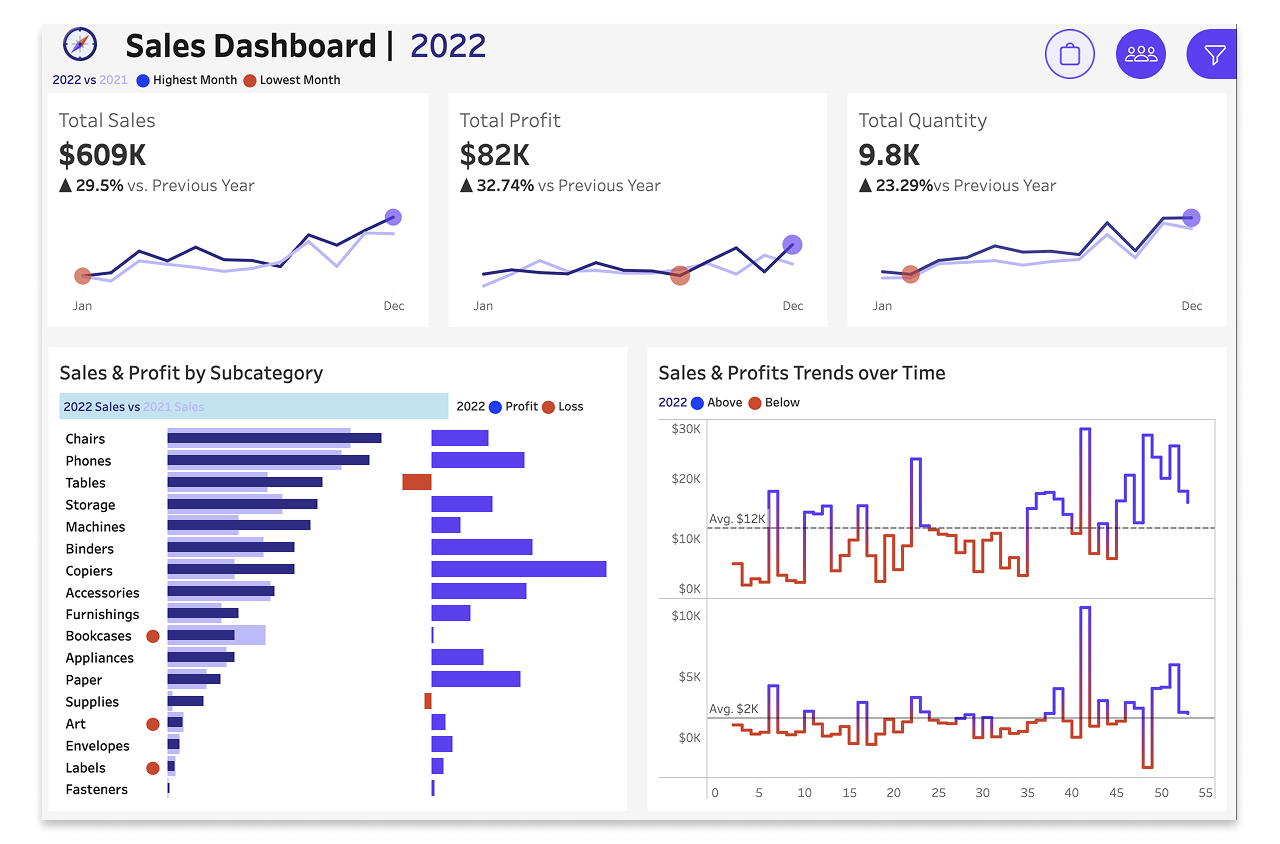 Sales Dashboard | 2022
2022 vs 2021 Highest Month Lowest Month
Total Sales
$609K
▲ 29.5% vs. Previous Year
Jan Dec
Total Profit
$82K
▲ 32.74% vs Previous Year
Jan Dec
Total Quantity
9.8K
▲ 23.29%vs Previous Year
Jan Dec
Sales & Profit by Subcategory
2022 Sales vs 2021 Sales 2022 Profit Loss
Chairs
Phones
Tables
Storage
Machines
Binders
Copiers
Accessories
Furnishings
Bookcases
Appliances
Paper
Supplies
Art
Envelopes
Labels
Fasteners
Sales & Profits Trends over Time
2022 Above Below
$30K
$20K
Avg. $12K
$10K
$0K
$10K
$5K
Avg. $2K
$0K
0 5 10 15 20 25 30 35 40 45 50 55